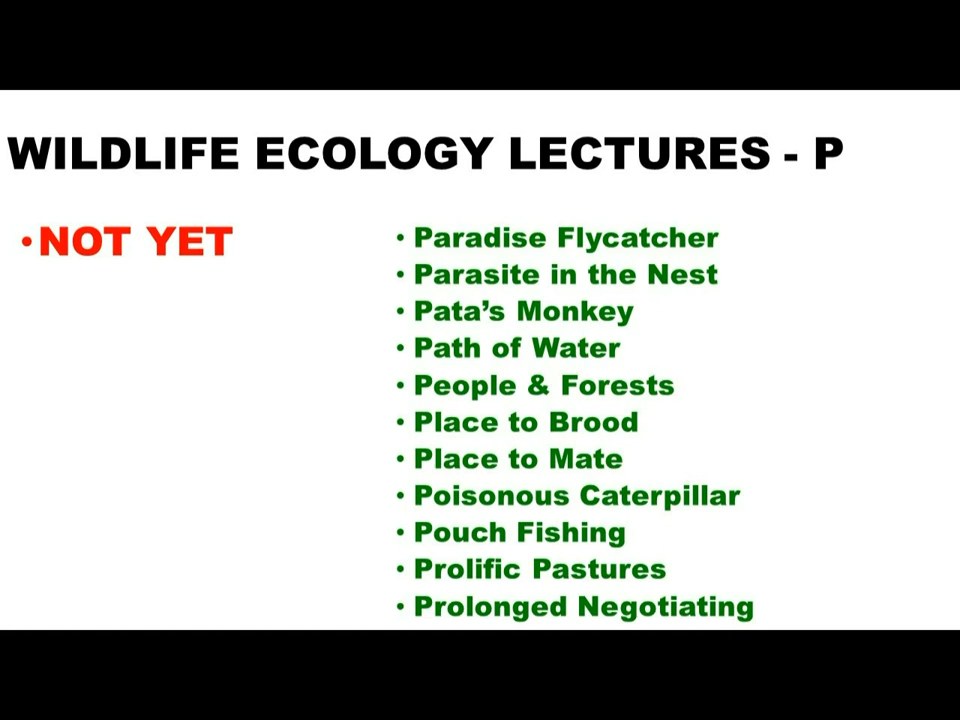 WILDLIFE ECOLOGY LECTURES - P
•NOT YET
• Paradise Flycatcher
• Parasite in the Nest
• Pata’s Monkey
• Path of Water
• People & Forests
• Place to Brood
• Place to Mate
• Poisonous Caterpillar
• Pouch Fishing
• Prolific Pastures
• Prolonged Negotiating